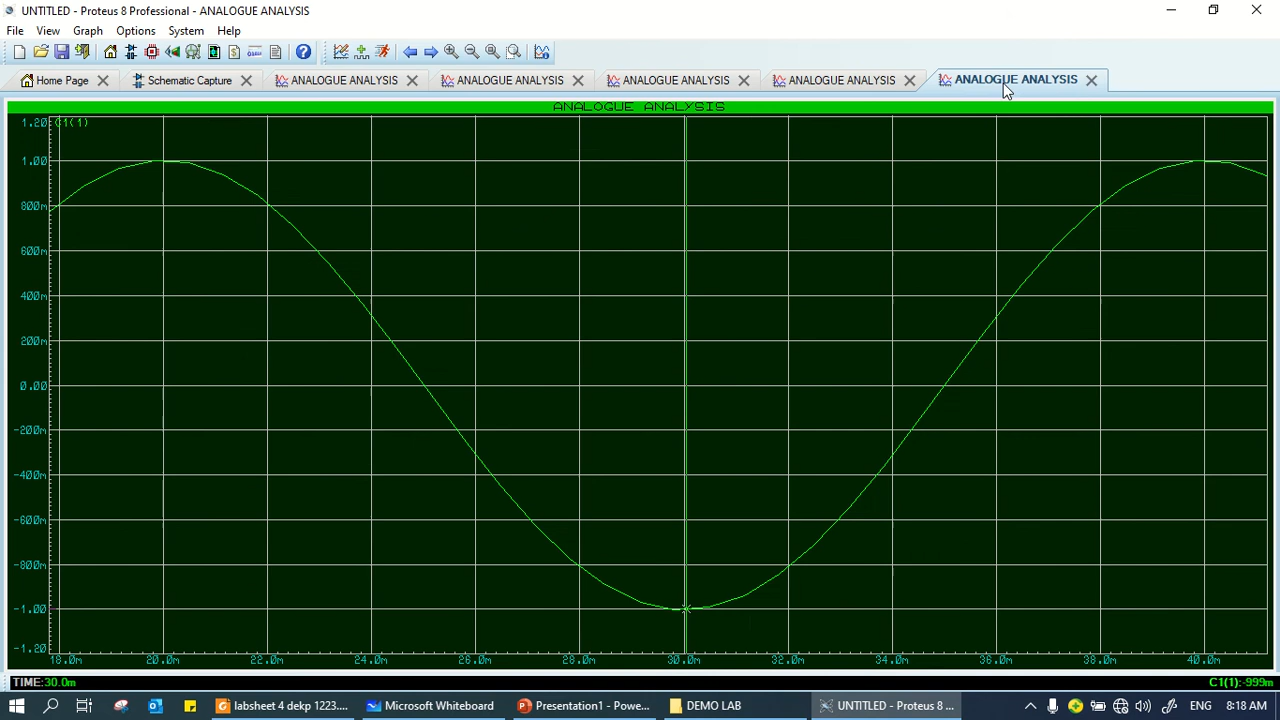 UNTITLED - Proteus 8 Professional - ANALOGUE ANALYSIS
File View Graph Options System Help
Home Page Schematic Capture ANALOGUE ANALYSIS ANALOGUE ANALYSIS ANALOGUE ANALYSIS ANALOGUE ANALYSIS ANALOGUE ANALYSIS
ANALOGUE ANALYSIS
1.20 C1(1)
1.00
800m
600m
400m
200m
0.00
-200m
-400m
-600m
-800m
-1.00
-1.20
18.0m 20.0m 22.0m 24.0m 26.0m 28.0m 30.0m 32.0m 34.0m 36.0m 38.0m 40.0m
TIME:30.0m C1(1):-999m
labsheet 4 dekp 1223.... Microsoft Whiteboard Presentation1 - Powe... DEMO LAB UNTITLED - Proteus 8 ... ENG 8:18 AM